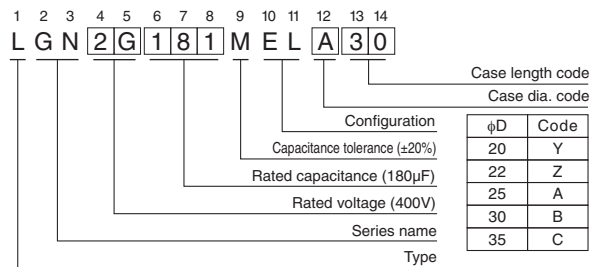 1 2 3 4 5 6 7 8 9 10 11 12 13 14
L G N 2 G 1 8 1 M E L A 3 0
Case length code
Case dia. code
Configuration
Capacitance tolerance (±20%)
Rated capacitance (180µF)
Rated voltage (400V)
Series name
Type
ϕD Code
20 Y
22 Z
25 A
30 B
35 C